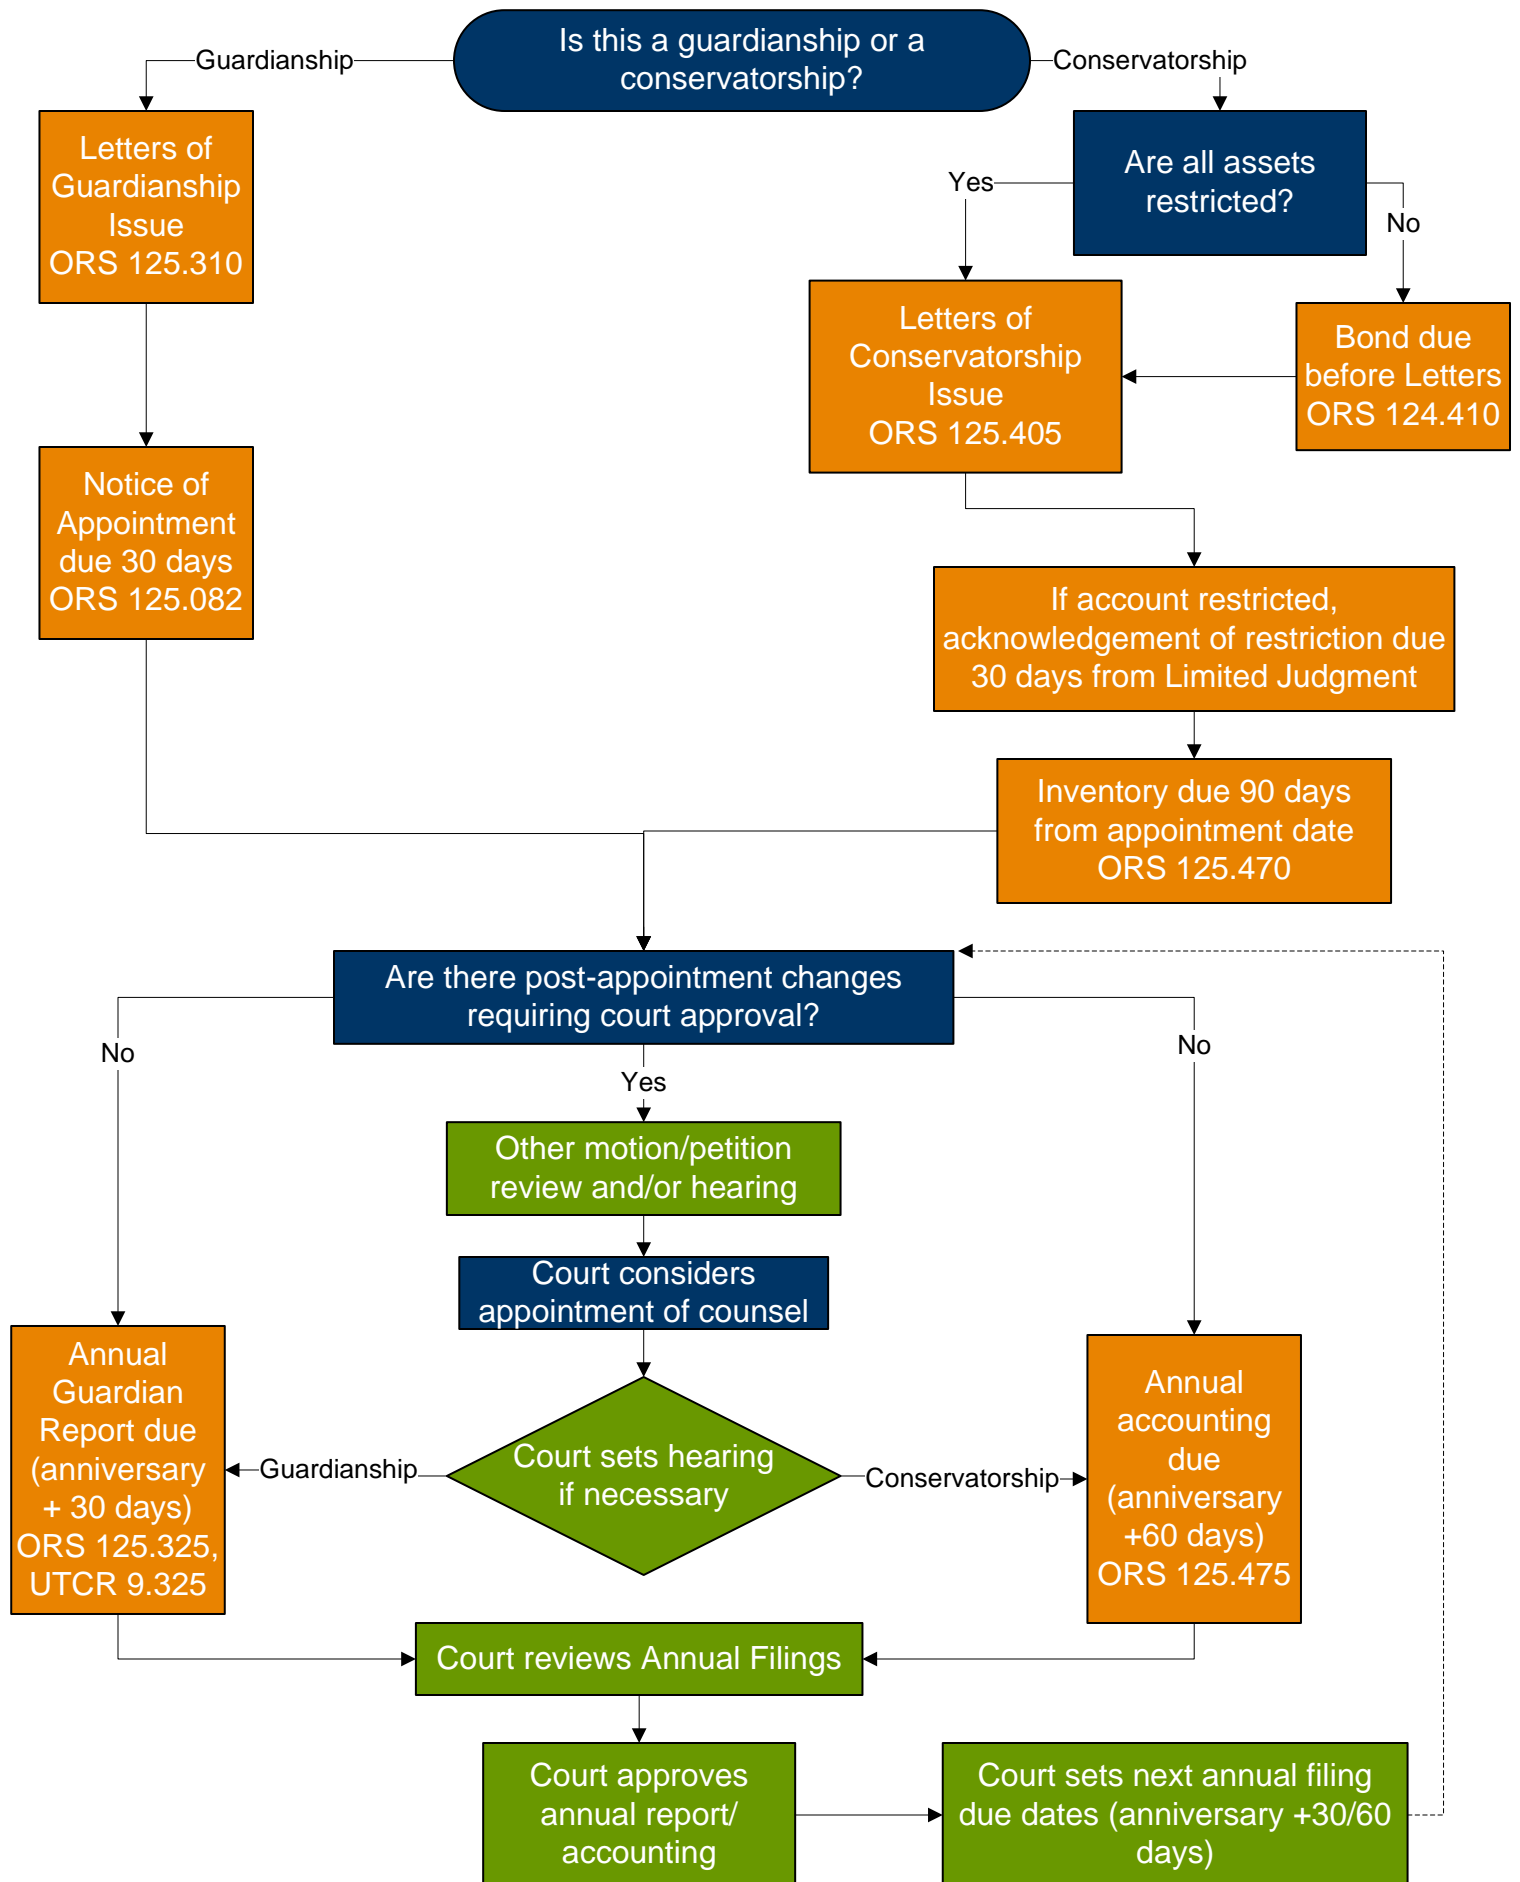 Is this a guardianship or a
conservatorship?
Guardianship
Conservatorship
Letters of
Guardianship
Issue
ORS 125.310
Are all assets
restricted?
Yes
No
Letters of
Conservatorship
Issue
ORS 125.405
Bond due
before Letters
ORS 124.410
Notice of
Appointment
due 30 days
ORS 125.082
If account restricted,
acknowledgement of restriction due
30 days from Limited Judgment
Inventory due 90 days
from appointment date
ORS 125.470
Are there post-appointment changes
requiring court approval?
No
Yes
No
Other motion/petition
review and/or hearing
Court considers
appointment of counsel
Annual
Guardian
Report due
(anniversary
+ 30 days)
ORS 125.325,
UTCR 9.325
Guardianship
Court sets hearing
if necessary
Conservatorship
Annual
accounting
due
(anniversary
+60 days)
ORS 125.475
Court reviews Annual Filings
Court approves
annual report/
accounting
Court sets next annual filing
due dates (anniversary +30/60
days)